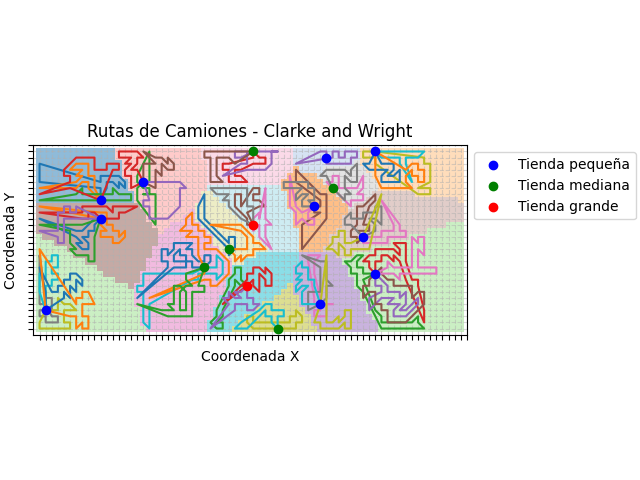 Rutas de Camiones - Clarke and Wright
Tienda pequeña
Tienda mediana
Tienda grande
Coordenada Y
Coordenada X